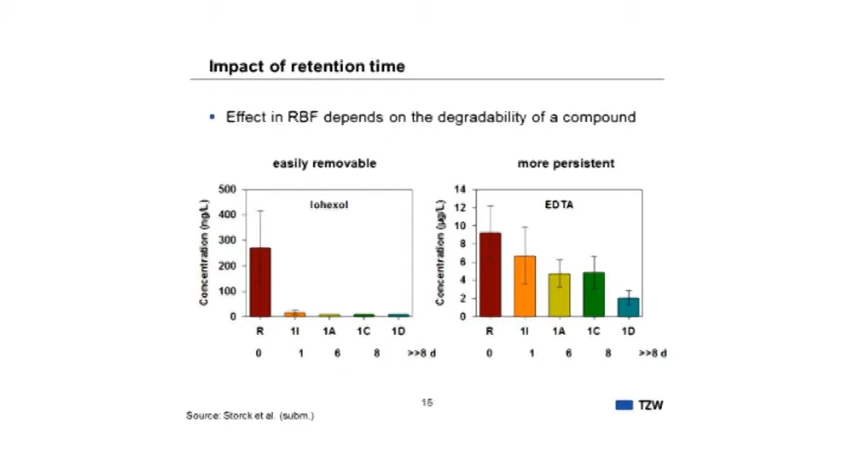 Impact of retention time
▪ Effect in RBF depends on the degradability of a compound
easily removable
more persistent
Concentration (ng/L)
500
400
300
200
100
0
Iohexol
R 1I 1A 1C 1D
0 1 6 8 >>8 d
Concentration (µg/L)
14
12
10
8
6
4
2
0
EDTA
R 1I 1A 1C 1D
0 1 6 8 >>8 d
15
TZW
Source: Storck et al. (subm.)